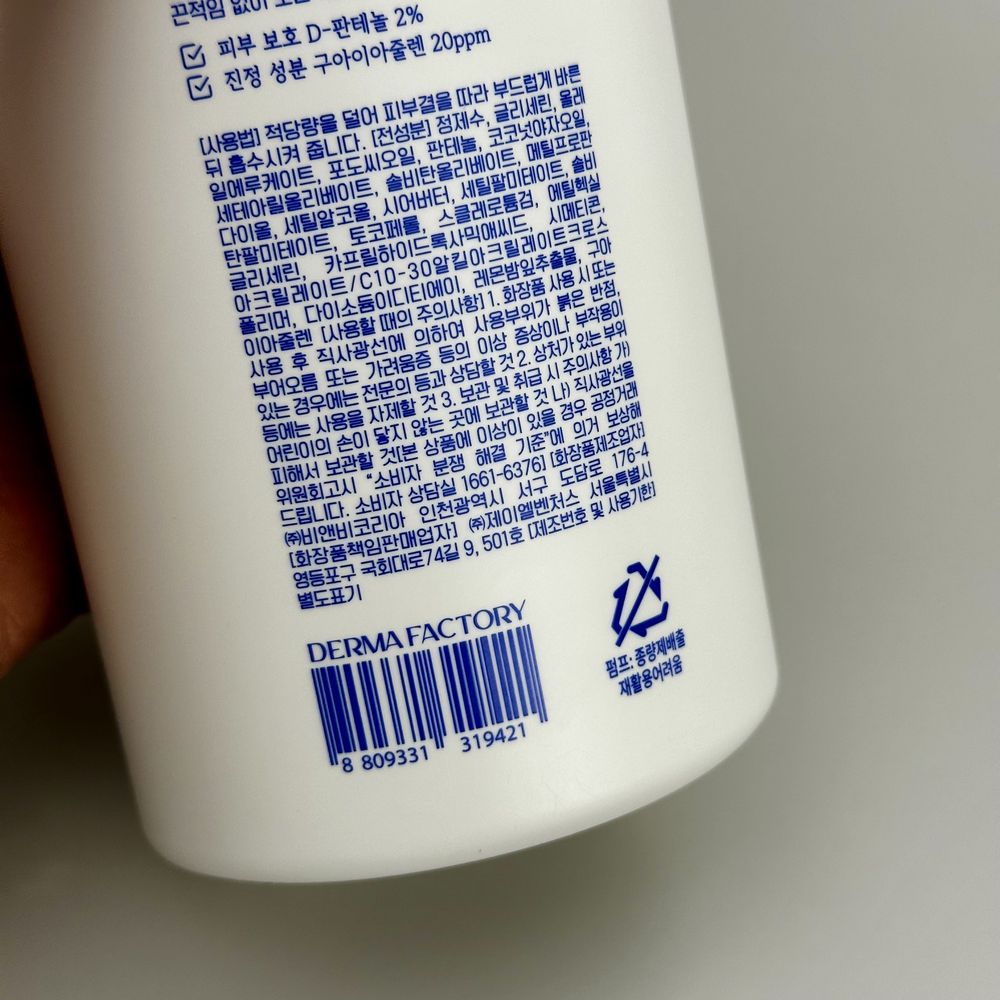 끈적임 없이
피부 보호 D-판테놀 2%
진정 성분 구아이아줄렌 20ppm
[사용법] 적당량을 덜어 피부결을 따라 부드럽게 바른
뒤 흡수시켜 줍니다. [전성분] 정제수, 글리세린, 올레
일에루케이트, 포도씨오일, 판테놀, 코코넛야자오일,
세테아릴올리베이트, 솔비탄올리베이트, 메틸프로판
다이올, 세틸알코올, 시어버터, 세틸팔미테이트, 솔비
탄팔미테이트, 토코페롤, 스클레로튬검, 에틸헥실
글리세린, 카프릴하이드록사믹애씨드, 시메티콘,
아크릴레이트/C10-30알킬아크릴레이트크로스
폴리머, 다이소듐이디티에이, 레몬밤잎추출물, 구아
이아줄렌 [사용할 때의 주의사항] 1. 화장품 사용 시 또는
사용 후 직사광선에 의하여 사용부위가 붉은 반점,
부어오름 또는 가려움증 등의 이상 증상이나 부작용이
있는 경우에는 전문의 등과 상담할 것 2. 상처가 있는 부위
등에는 사용을 자제할 것 3. 보관 및 취급 시 주의사항 가)
어린이의 손이 닿지 않는 곳에 보관할 것 나) 직사광선을
피해서 보관할 것[본 상품에 이상이 있을 경우 공정거래
위원회고시 “소비자 분쟁 해결 기준”에 의거 보상해
드립니다. 소비자 상담실 1661-6376] [화장품제조업자]
㈜비앤비코리아 인천광역시 서구 도담로 176-4
[화장품책임판매업자] ㈜제이엘벤처스 서울특별시
영등포구 국회대로74길 9, 501호 [제조번호 및 사용기한]
별도표기
DERMA FACTORY
8 809331 319421
펌프: 종량제배출
재활용어려움